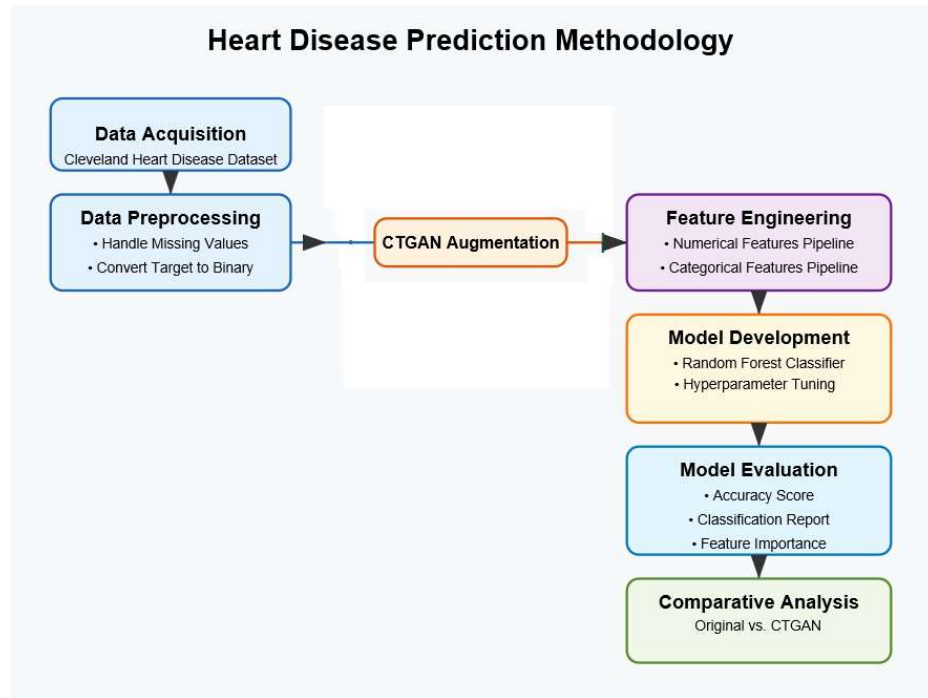 Heart Disease Prediction Methodology
Data Acquisition
Cleveland Heart Disease Dataset
Data Preprocessing
• Handle Missing Values
• Convert Target to Binary
CTGAN Augmentation
Feature Engineering
• Numerical Features Pipeline
• Categorical Features Pipeline
Model Development
• Random Forest Classifier
• Hyperparameter Tuning
Model Evaluation
• Accuracy Score
• Classification Report
• Feature Importance
Comparative Analysis
Original vs. CTGAN